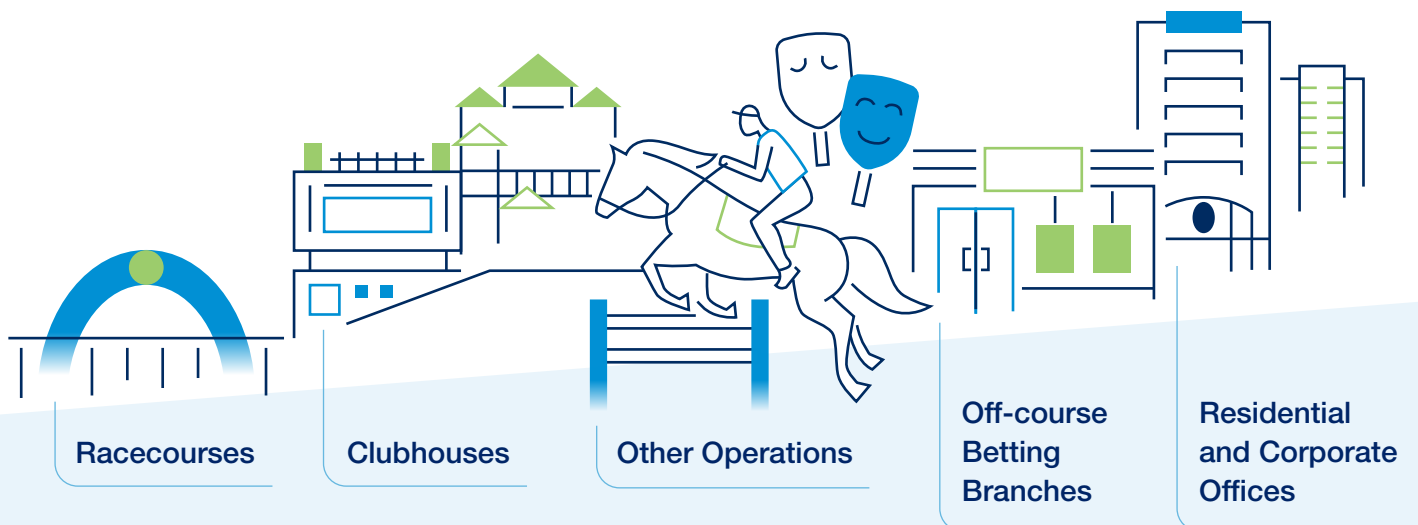 Racecourses
Clubhouses
Other Operations
Off-course
Betting
Branches
Residential
and Corporate
Offices